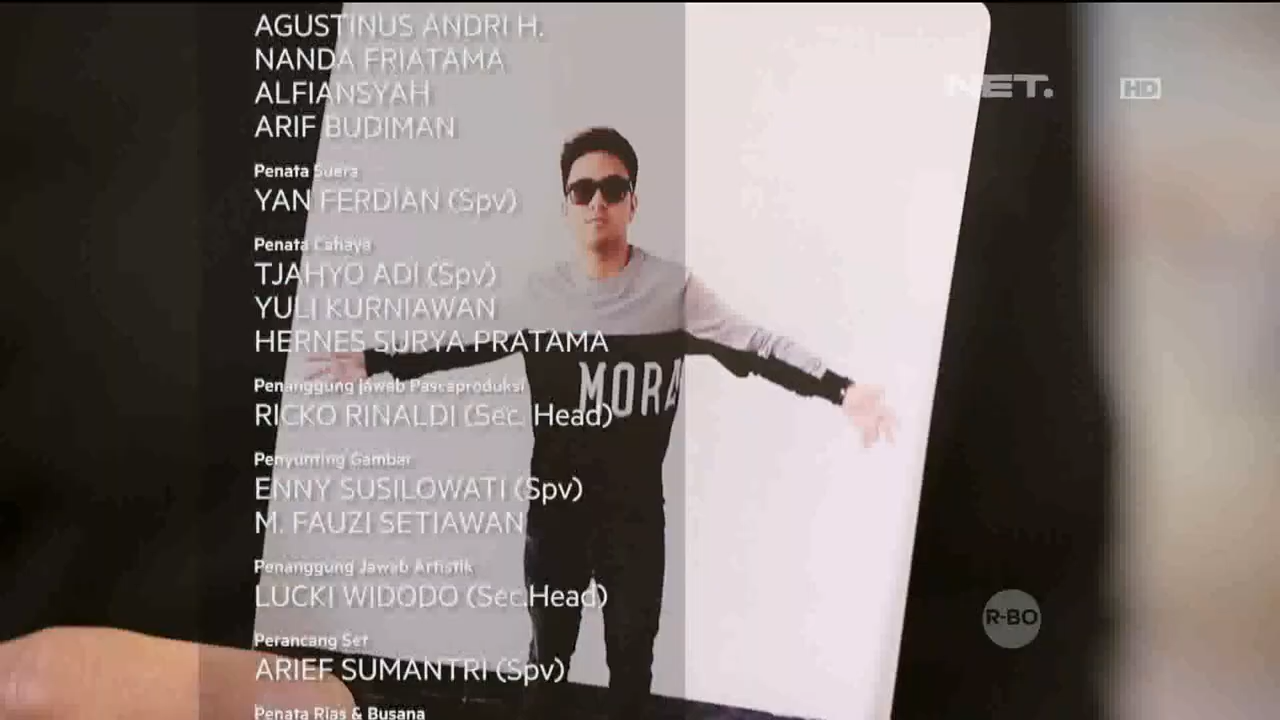 AGUSTINUS ANDRI H.
NANDA FRIATAMA
ALFIANSYAH
ARIF BUDIMAN
NET.
HD
Penata Suara
YAN FERDIAN (Spv)
Penata Cahaya
TJAHYO ADI (Spv)
YULI KURNIAWAN
HERNES SURYA PRATAMA
Penanggung Jawab Pascaproduksi
RICKO RINALDI (Sec. Head)
MORA
Penyunting Gambar
ENNY SUSILOWATI (Spv)
M. FAUZI SETIAWAN
Penanggung Jawab Artistik
LUCKI WIDODO (Sec.Head)
R-BO
Perancang Set
ARIEF SUMANTRI (Spv)
Penata Rias & Busana